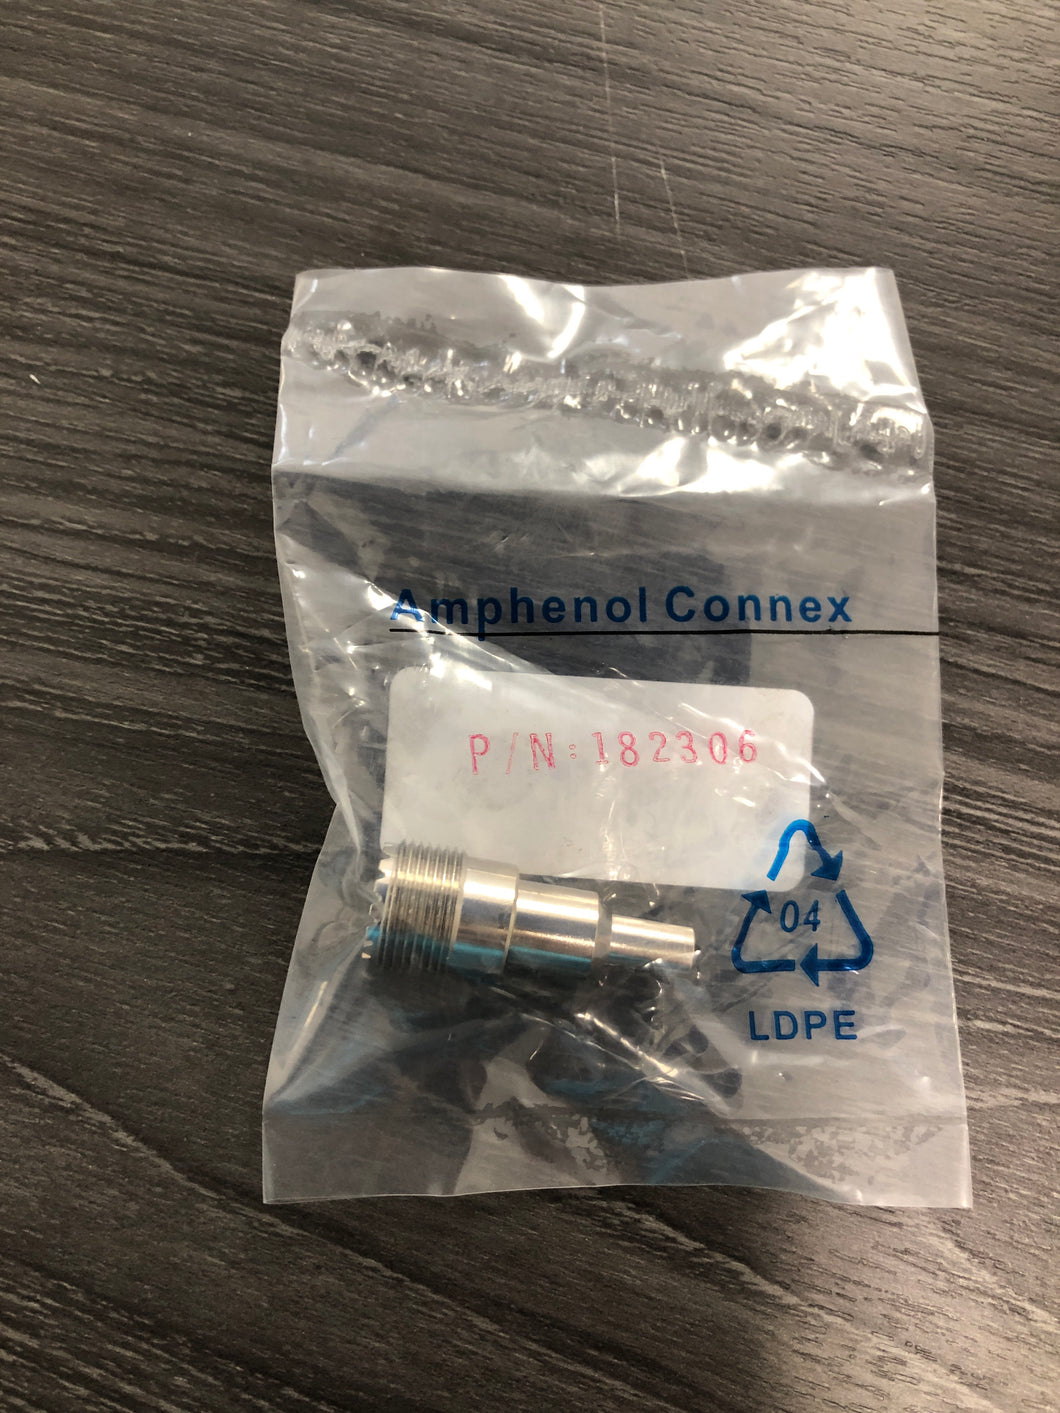 Amphenol Connex
P/N:182306
04
LDPE